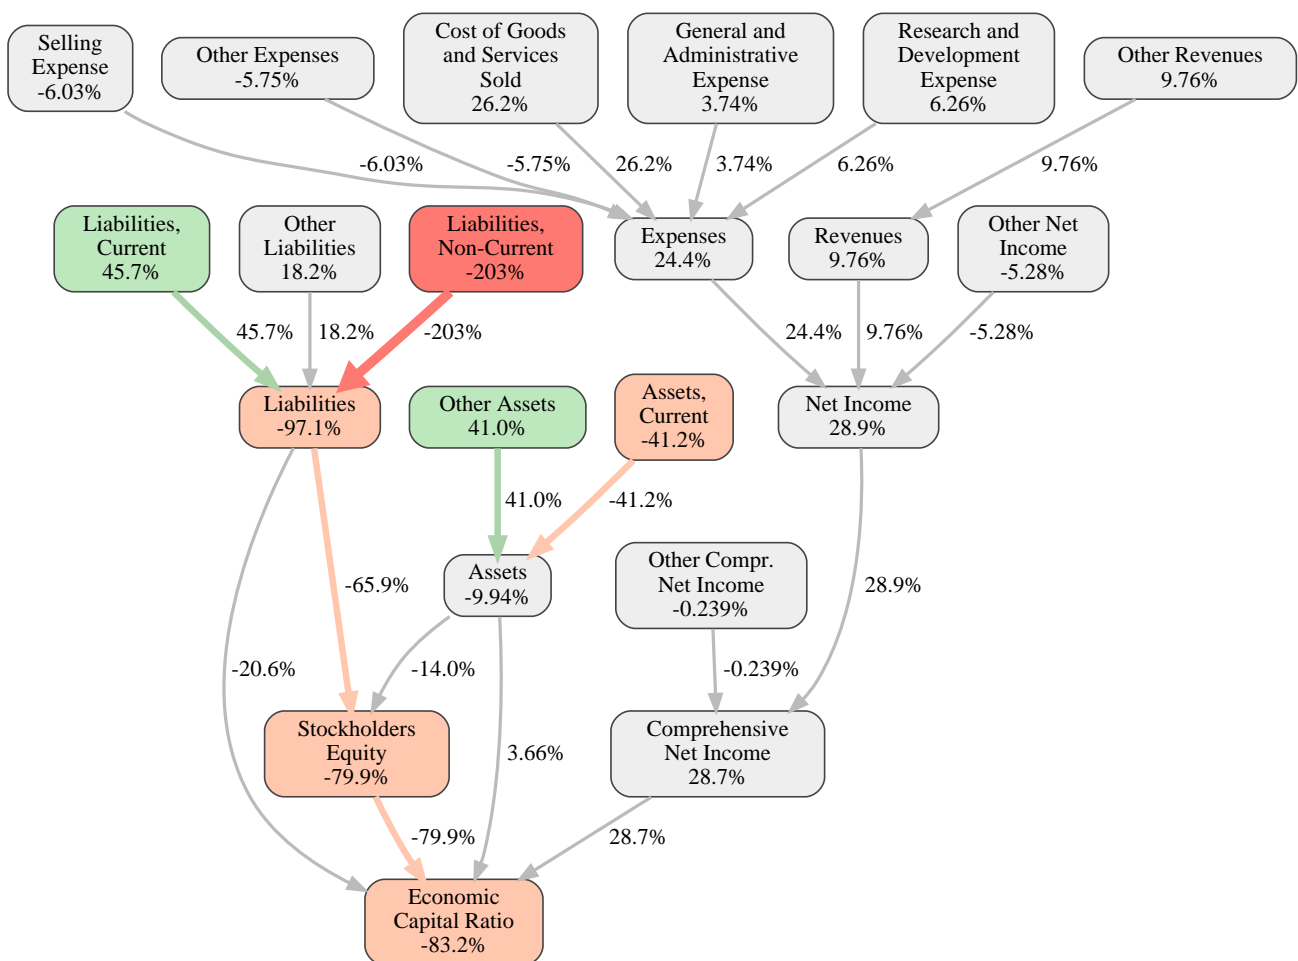 Selling
Expense
-6.03%
Other Expenses
-5.75%
Cost of Goods
and Services
Sold
26.2%
General and
Administrative
Expense
3.74%
Research and
Development
Expense
6.26%
Other Revenues
9.76%
-6.03%
-5.75%
26.2%
3.74%
6.26%
9.76%
Liabilities,
Current
45.7%
Other
Liabilities
18.2%
Liabilities,
Non-Current
-203%
Expenses
24.4%
Revenues
9.76%
Other Net
Income
-5.28%
45.7%
18.2%
-203%
24.4%
9.76%
-5.28%
Liabilities
-97.1%
Other Assets
41.0%
Assets,
Current
-41.2%
Net Income
28.9%
41.0%
-41.2%
-65.9%
Assets
-9.94%
Other Compr.
Net Income
-0.239%
28.9%
-20.6%
-14.0%
-0.239%
Stockholders
Equity
-79.9%
3.66%
Comprehensive
Net Income
28.7%
-79.9%
28.7%
Economic
Capital Ratio
-83.2%